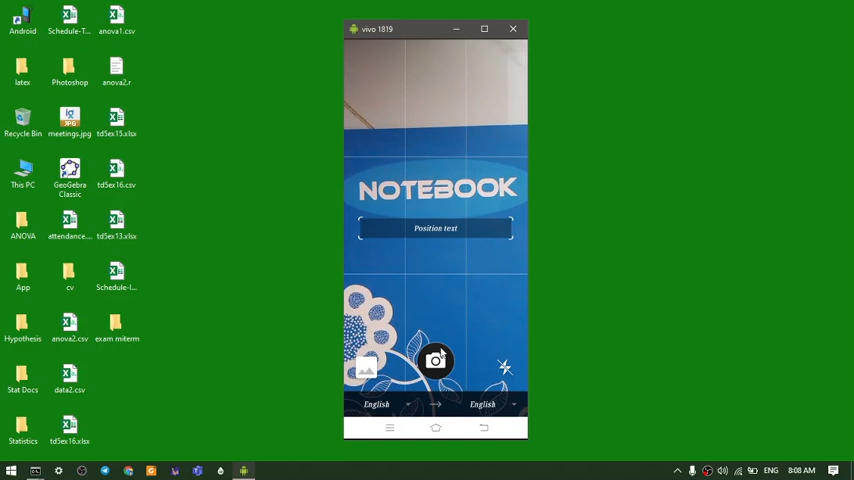 vivo 1819
Android
Schedule-T...
anova1.csv
latex
Photoshop
anova2.r
Recycle Bin
meetings.jpg
td5ex15.xlsx
This PC
GeoGebra
Classic
td5ex16.csv
ANOVA
attendance....
td5ex13.xlsx
App
cv
Schedule-I...
Hypothesis
anova2.csv
exam miterm
Stat Docs
data2.csv
Statistics
td5ex16.xlsx
NOTEBOOK
Position text
English
English
ENG
8:08 AM